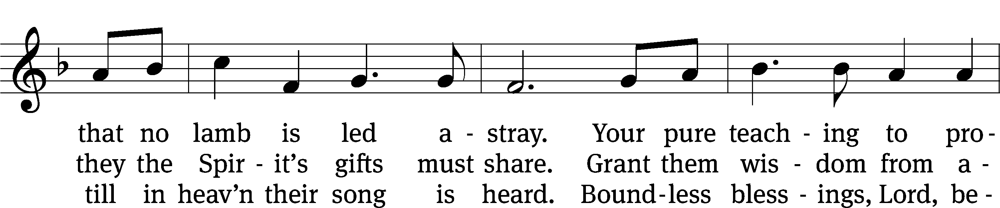 that no lamb is led a - stray. Your pure teach - ing to pro -
they the Spir - it’s gifts must share. Grant them wis - dom from a -
till in heav’n their song is heard. Bound - less bless - ings, Lord, be -